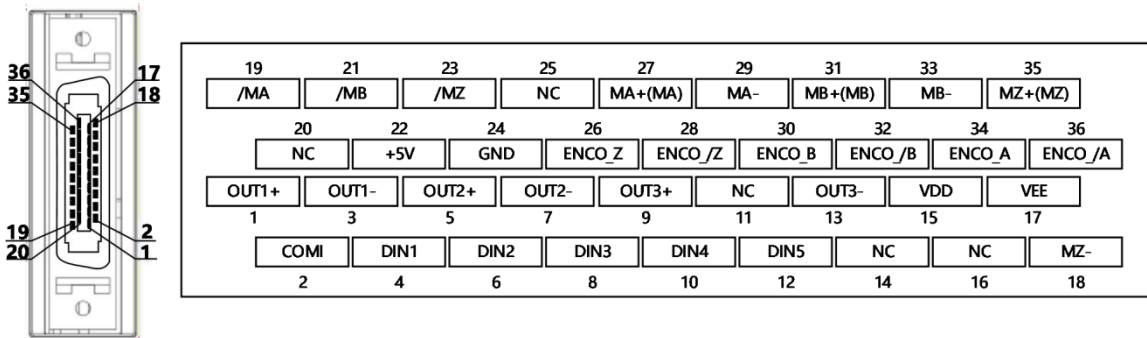 36 17
35 18
19 2
20 1
19 21 23 25 27 29 31 33 35
/MA /MB /MZ NC MA+(MA) MA- MB+(MB) MB- MZ+(MZ)
20 22 24 26 28 30 32 34 36
NC +5V GND ENCO_Z ENCO_/Z ENCO_B ENCO_/B ENCO_A ENCO_/A
OUT1+ OUT1- OUT2+ OUT2- OUT3+ NC OUT3- VDD VEE
1 3 5 7 9 11 13 15 17
COMI DIN1 DIN2 DIN3 DIN4 DIN5 NC NC MZ-
2 4 6 8 10 12 14 16 18